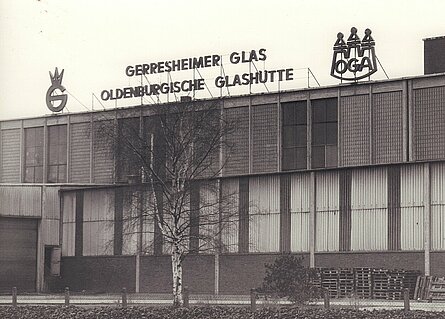 GERRESHEIMER GLAS
OLDENBURGISCHE GLASHÜTTE
G
OGA